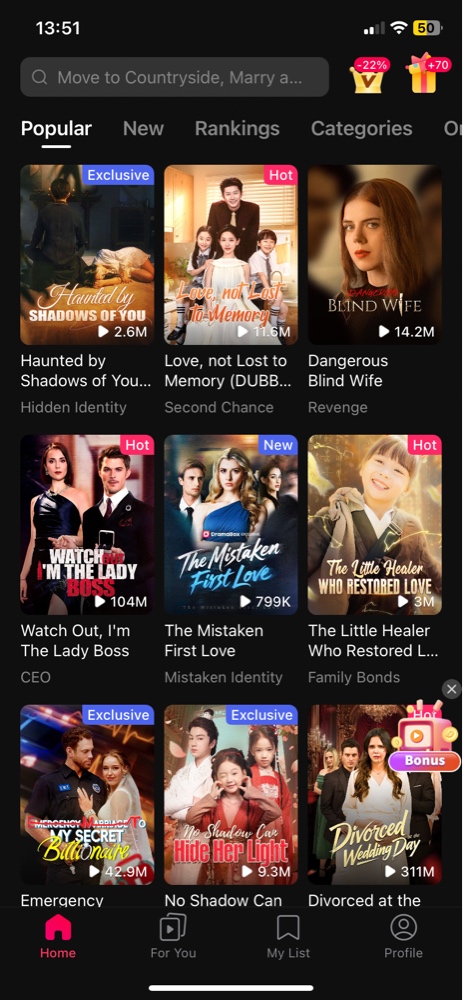 13:51
50
Move to Countryside, Marry a...
-22%
+70
Popular
New
Rankings
Categories
Exclusive
Haunted by
SHADOWS OF YOU
2.6M
Hot
Love, not Lost
To Memory
11.6M
DANGEROUS
BLIND WIFE
14.2M
Haunted by
Shadows of You...
Hidden Identity
Love, not Lost to
Memory (DUBB...
Second Chance
Dangerous
Blind Wife
Revenge
Hot
WATCH OUT
I'M THE LADY
BOSS
104M
New
DramaBox
The Mistaken
First Love
799K
Hot
The Little Healer
WHO RESTORED LOVE
3M
Watch Out, I'm
The Lady Boss
CEO
The Mistaken
First Love
Mistaken Identity
The Little Healer
Who Restored L...
Family Bonds
Exclusive
EMT
EMERGENCY MARRIAGE TO
MY SECRET
Billionaire
42.9M
Exclusive
No Shadow Can
Hide Her Light
9.3M
Hot
Bonus
Divorced at the
Wedding Day
311M
Emergency
No Shadow Can
Divorced at the
Home
For You
My List
Profile